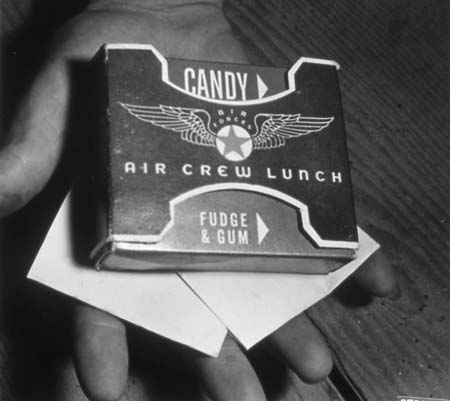 CANDY
AIR
FORCES
AIR CREW LUNCH
FUDGE
& GUM